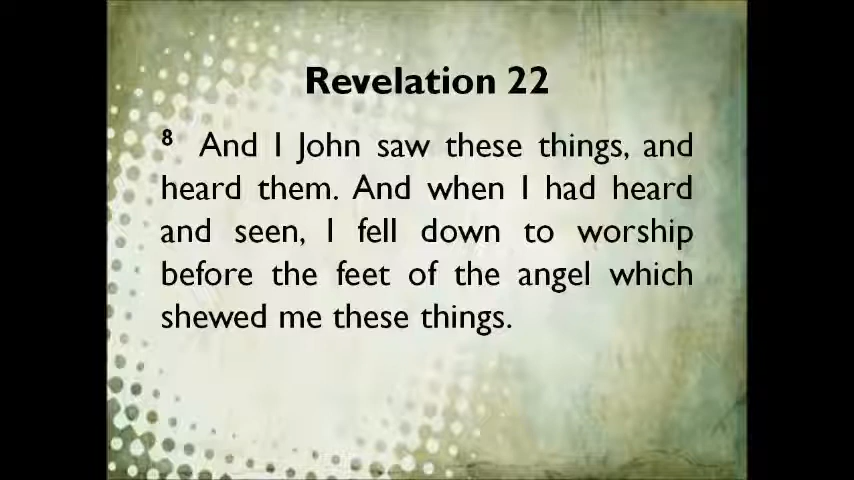 Revelation 22
8 And I John saw these things, and
heard them. And when I had heard
and seen, I fell down to worship
before the feet of the angel which
shewed me these things.